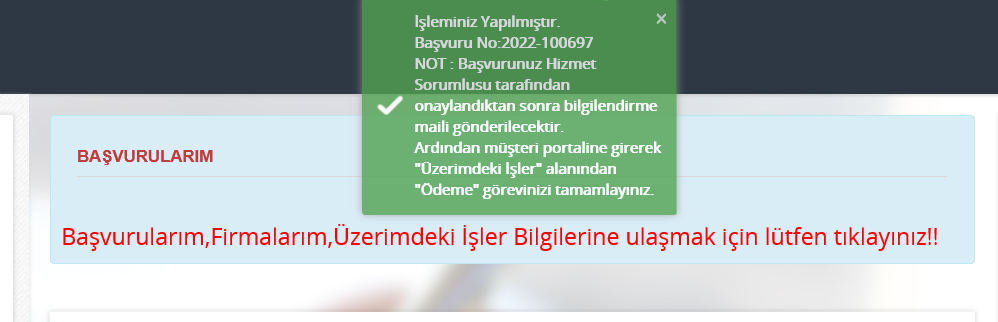 İşleminiz Yapılmıştır.
Başvuru No:2022-100697
NOT : Başvurunuz Hizmet
Sorumlusu tarafından
onaylandıktan sonra bilgilendirme
maili gönderilecektir.
Ardından müşteri portaline girerek
"Üzerimdeki İşler" alanından
"Ödeme" görevinizi tamamlayınız.
BAŞVURULARIM
Başvurularım,Firmalarım,Üzerimdeki İşler Bilgilerine ulaşmak için lütfen tıklayınız!!